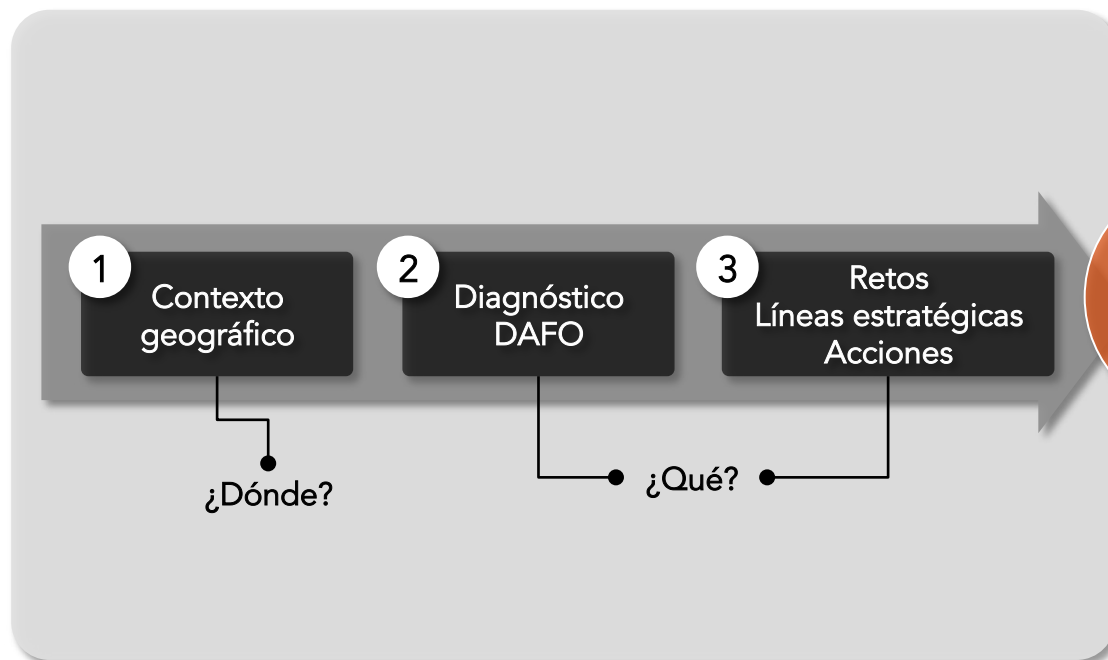 1
Contexto
geográfico
2
Diagnóstico
DAFO
3
Retos
Líneas estratégicas
Acciones
¿Dónde?
¿Qué?